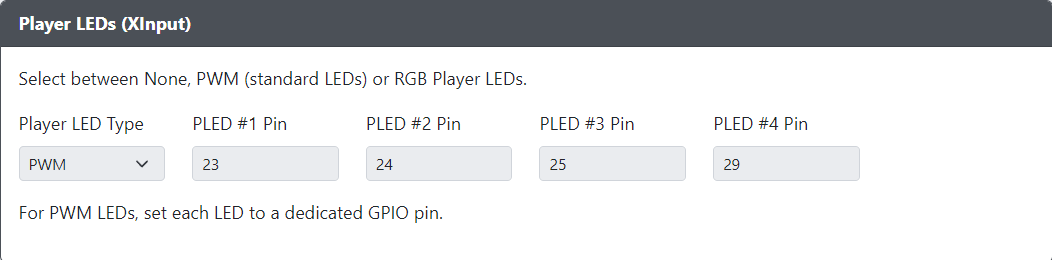 Player LEDs (XInput)
Select between None, PWM (standard LEDs) or RGB Player LEDs.
Player LED Type PLED #1 Pin PLED #2 Pin PLED #3 Pin PLED #4 Pin
PWM 23 24 25 29
For PWM LEDs, set each LED to a dedicated GPIO pin.